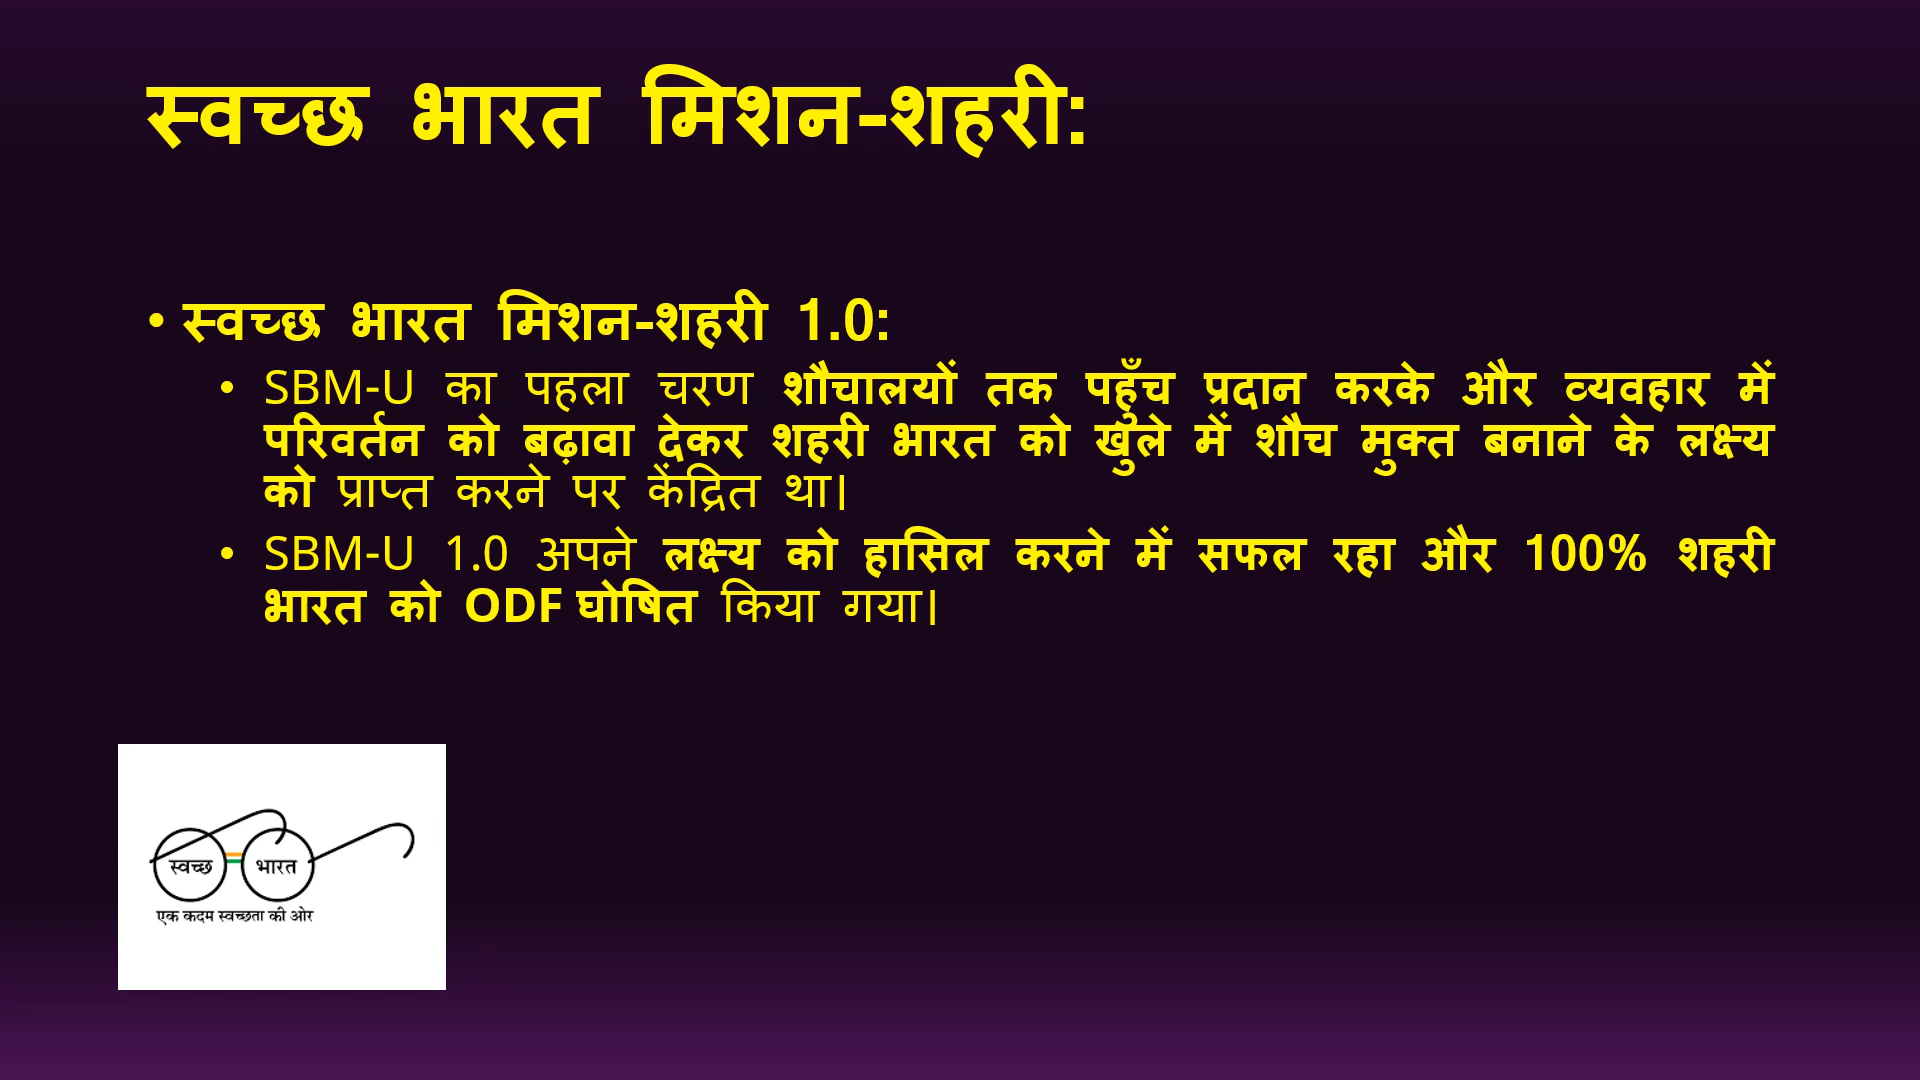 स्वच्छ भारत मिशन-शहरी:
• स्वच्छ भारत मिशन-शहरी 1.0:
• SBM-U का पहला चरण शौचालयों तक पहुँच प्रदान करके और व्यवहार में
परिवर्तन को बढ़ावा देकर शहरी भारत को खुले में शौच मुक्त बनाने के लक्ष्य
को प्राप्त करने पर केंद्रित था।
• SBM-U 1.0 अपने लक्ष्य को हासिल करने में सफल रहा और 100% शहरी
भारत को ODF घोषित किया गया।
स्वच्छ भारत
एक कदम स्वच्छता की ओर